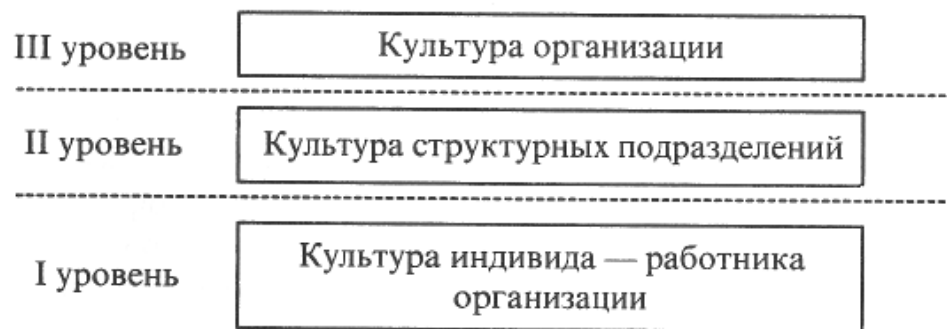 III уровень
Культура организации
II уровень
Культура структурных подразделений
I уровень
Культура индивида — работника
организации